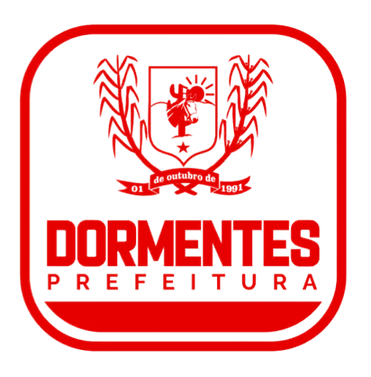 01 de outubro de 1991
DORMENTES
PREFEITURA